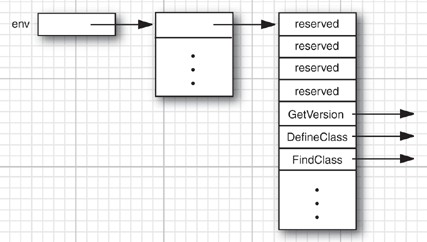 env
reserved
reserved
reserved
reserved
GetVersion
DefineClass
FindClass